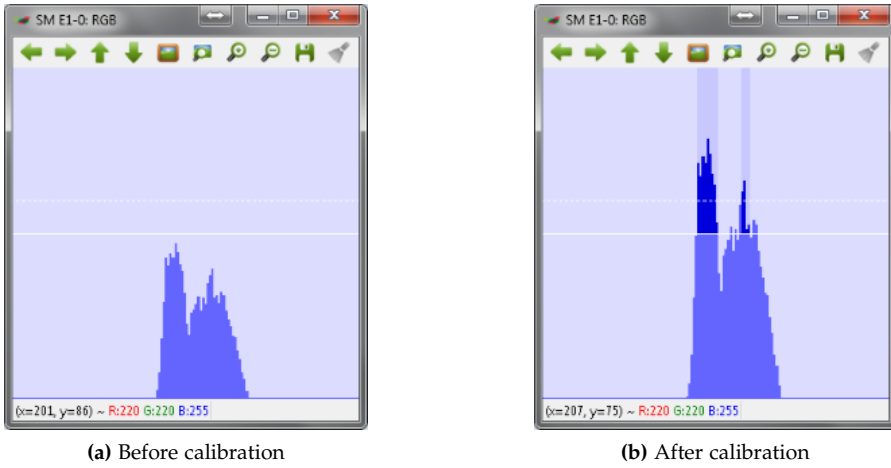 SM E1-0: RGB
(x=201, y=86) ~ R:220 G:220 B:255
(a) Before calibration
SM E1-0: RGB
(x=207, y=75) ~ R:220 G:220 B:255
(b) After calibration